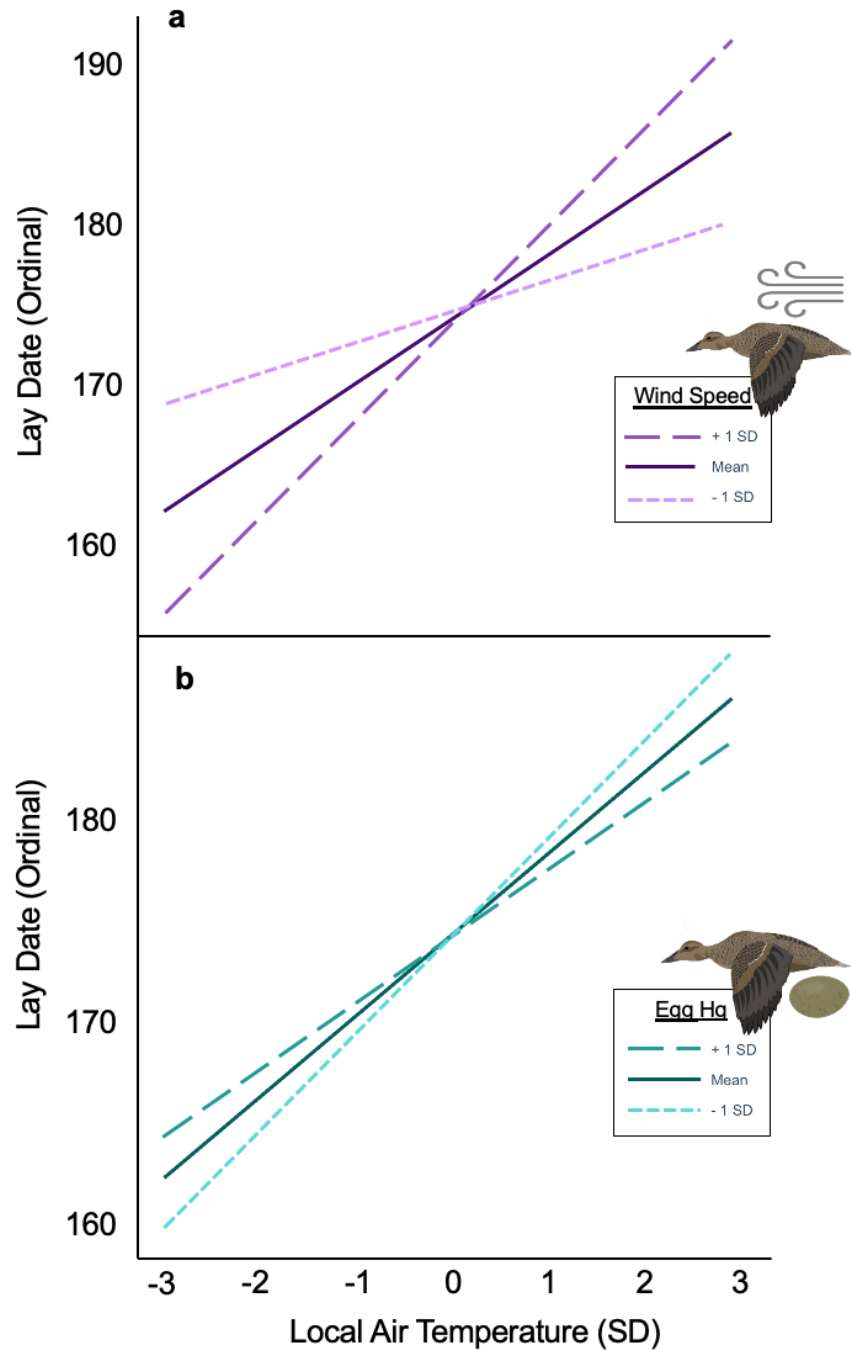 a
190
180
170
160
Lay Date (Ordinal)
Wind Speed
+ 1 SD
Mean
- 1 SD
b
180
170
160
Lay Date (Ordinal)
Egg Hg
+ 1 SD
Mean
- 1 SD
-3 -2 -1 0 1 2 3
Local Air Temperature (SD)